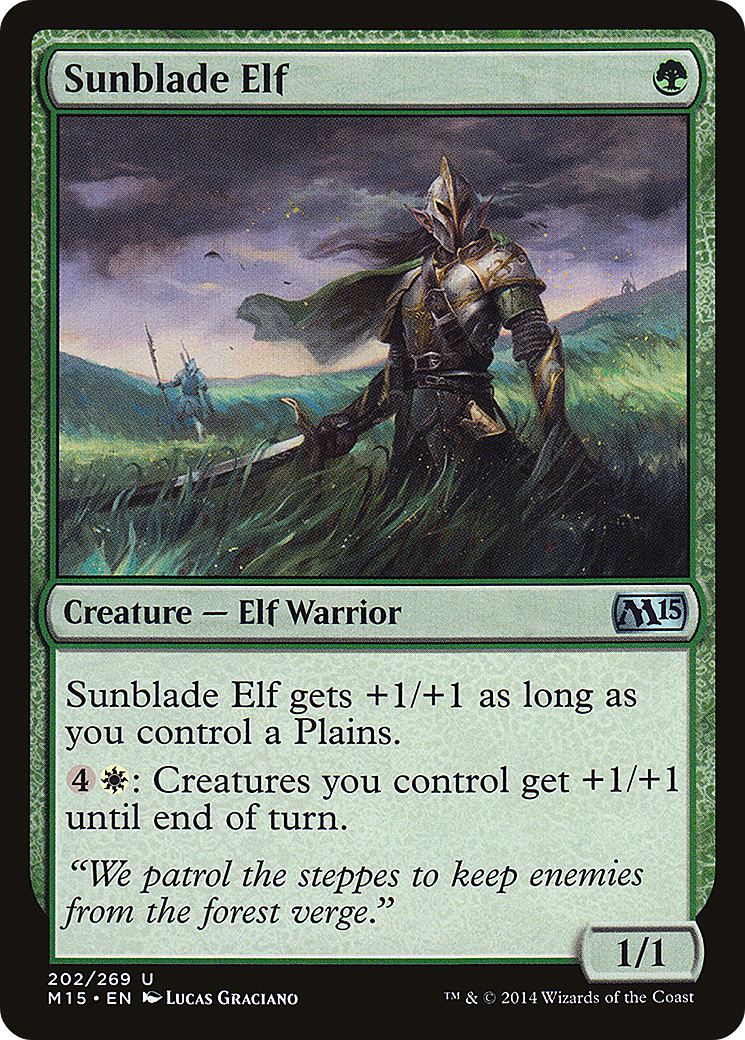 Sunblade Elf
Creature — Elf Warrior
M15
Sunblade Elf gets +1/+1 as long as
you control a Plains.
4: Creatures you control get +1/+1
until end of turn.
“We patrol the steppes to keep enemies
from the forest verge.”
1/1
202/269 U
M15 • EN Lucas Graciano
™ & © 2014 Wizards of the Coast